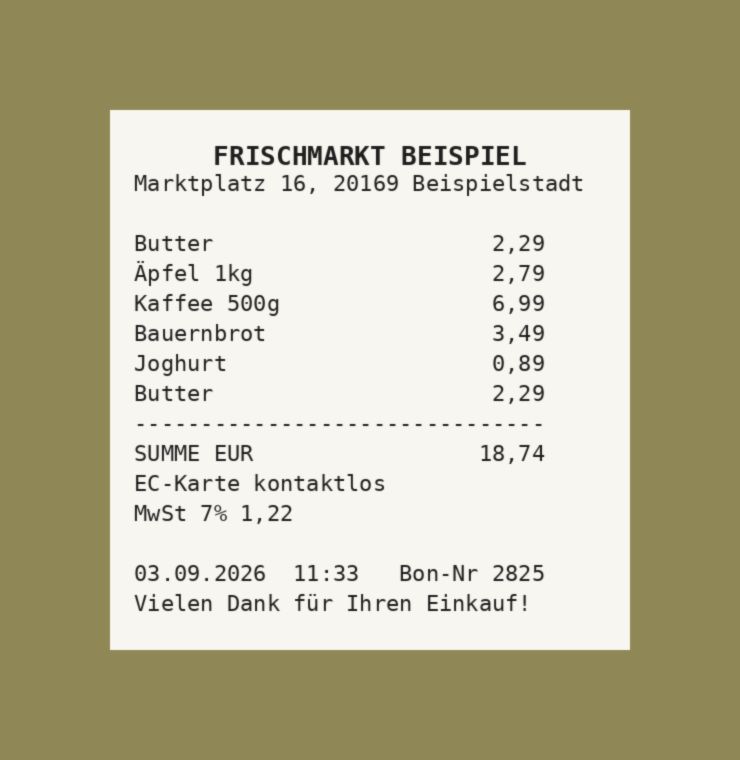 FRISCHMARKT BEISPIEL
Marktplatz 16, 20169 Beispielstadt
Butter 2,29
Äpfel 1kg 2,79
Kaffee 500g 6,99
Bauernbrot 3,49
Joghurt 0,89
Butter 2,29
-------------------------------
SUMME EUR 18,74
EC-Karte kontaktlos
MwSt 7% 1,22
03.09.2026 11:33 Bon-Nr 2825
Vielen Dank für Ihren Einkauf!